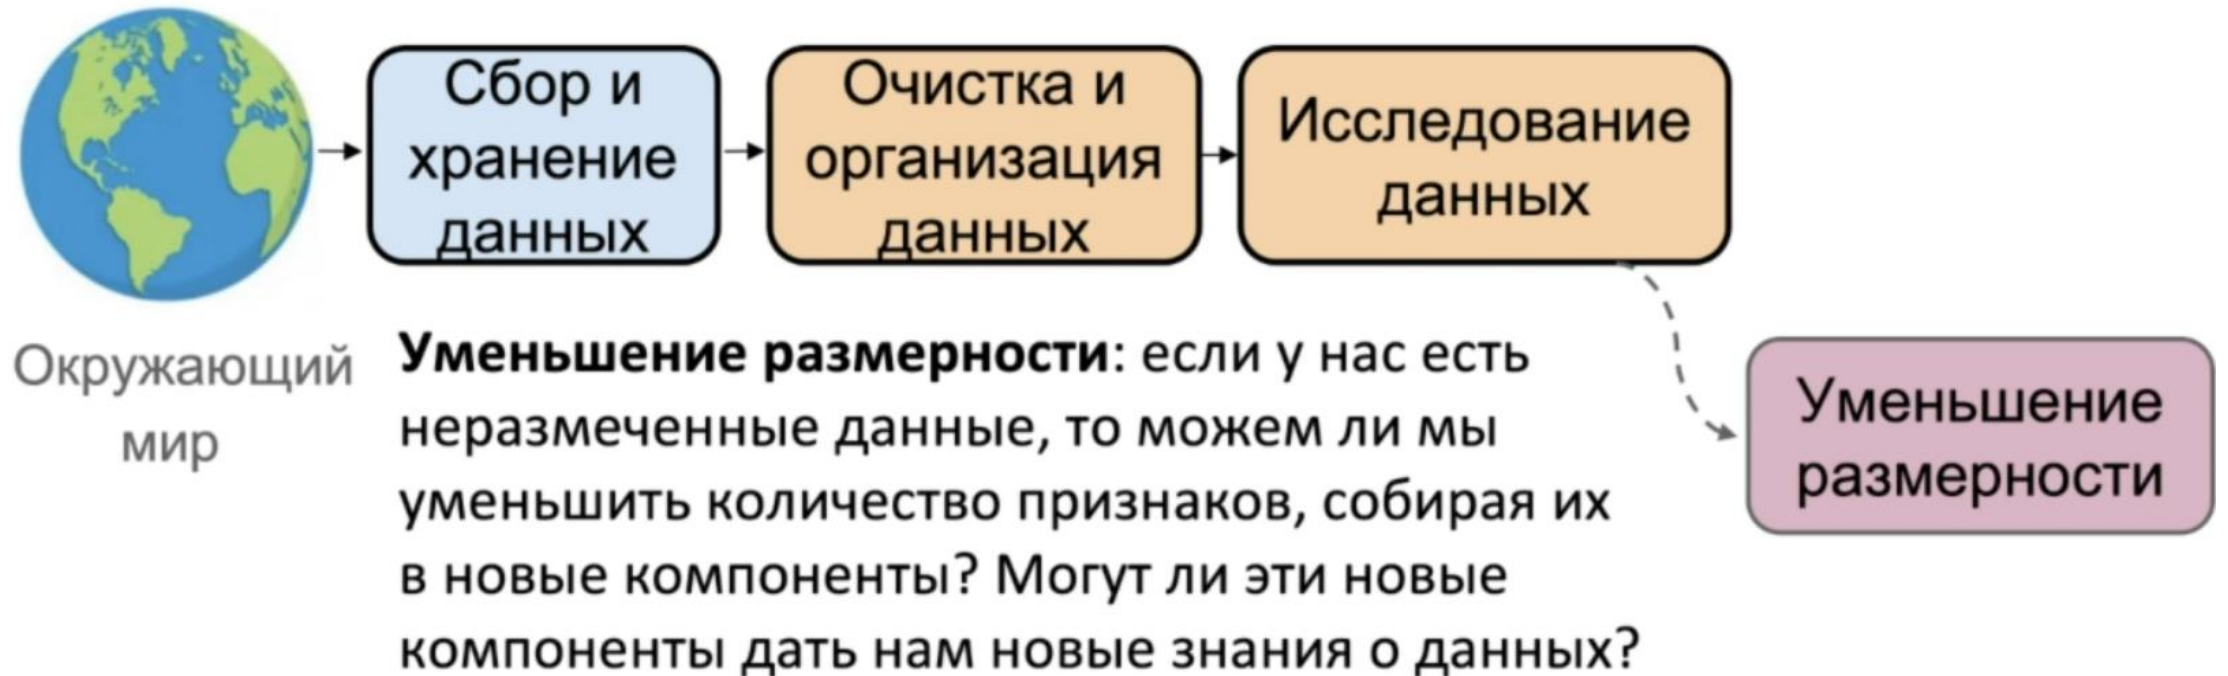 Сбор и
хранение
данных
Очистка и
организация
данных
Исследование
данных
Окружающий
мир
Уменьшение размерности: если у нас есть
неразмеченные данные, то можем ли мы
уменьшить количество признаков, собирая их
в новые компоненты? Могут ли эти новые
компоненты дать нам новые знания о данных?
Уменьшение
размерности